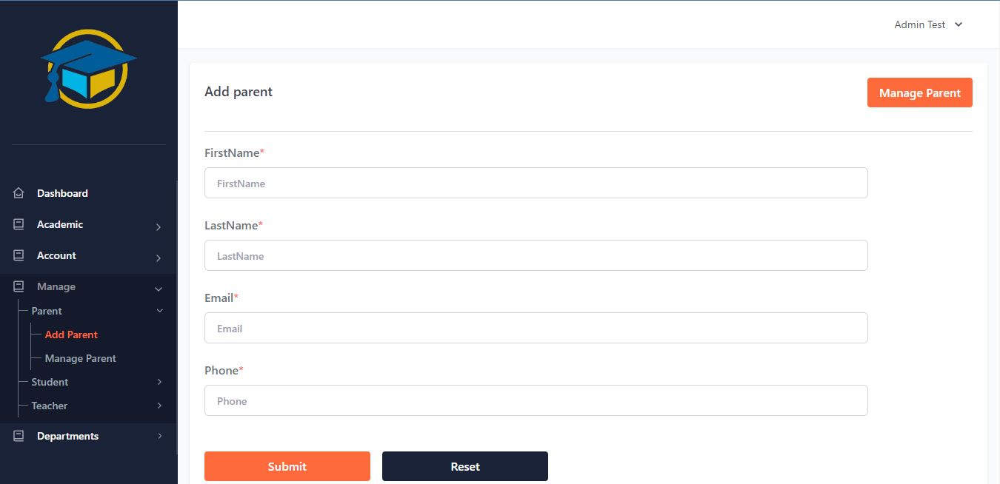 Admin Test
Add parent
Manage Parent
FirstName*
FirstName
LastName*
LastName
Email*
Email
Phone*
Phone
Submit
Reset
Dashboard
Academic
Account
Manage
Parent
Add Parent
Manage Parent
Student
Teacher
Departments